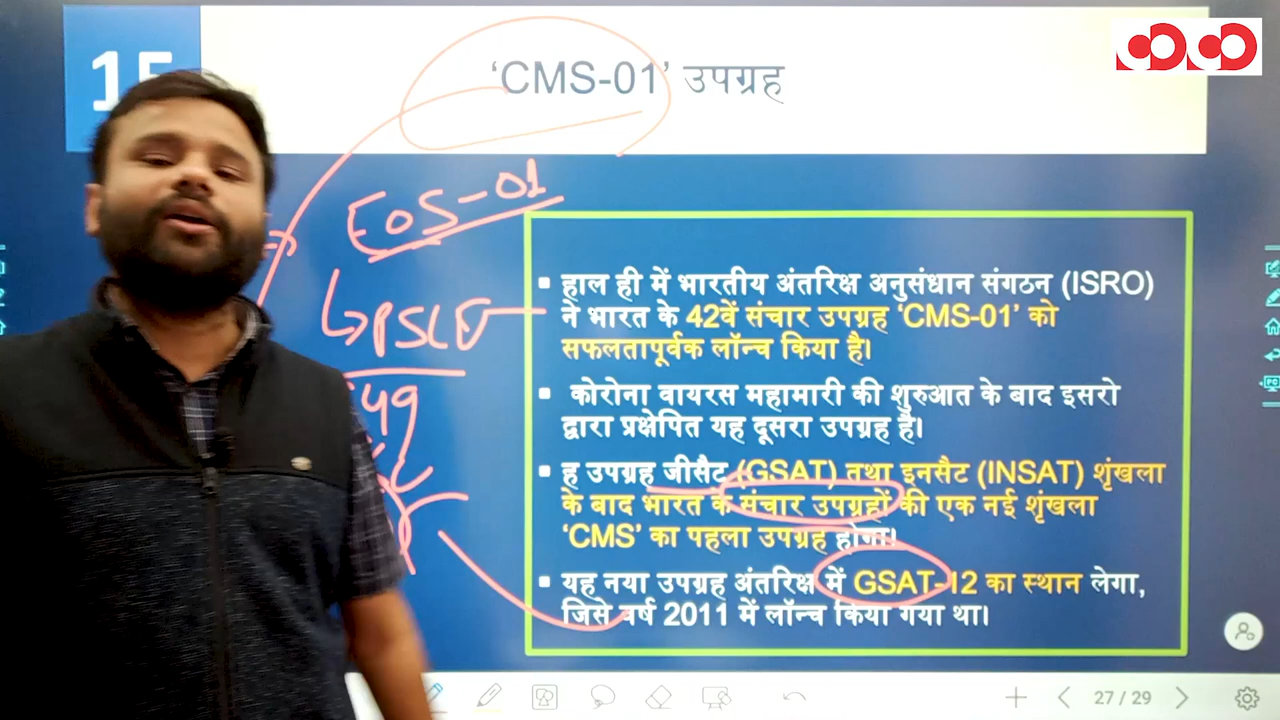 15
‘CMS-01’ उपग्रह
EOS-01
PSLV
49
▪ हाल ही में भारतीय अंतरिक्ष अनुसंधान संगठन (ISRO)
ने भारत के 42वें संचार उपग्रह ‘CMS-01’ को
सफलतापूर्वक लॉन्च किया है।
▪ कोरोना वायरस महामारी की शुरुआत के बाद इसरो
द्वारा प्रक्षेपित यह दूसरा उपग्रह है।
▪ ह उपग्रह जीसैट (GSAT) तथा इनसैट (INSAT) शृंखला
के बाद भारत के संचार उपग्रहों की एक नई शृंखला
‘CMS’ का पहला उपग्रह होगा।
▪ यह नया उपग्रह अंतरिक्ष में GSAT-12 का स्थान लेगा,
जिसे वर्ष 2011 में लॉन्च किया गया था।
27 / 29